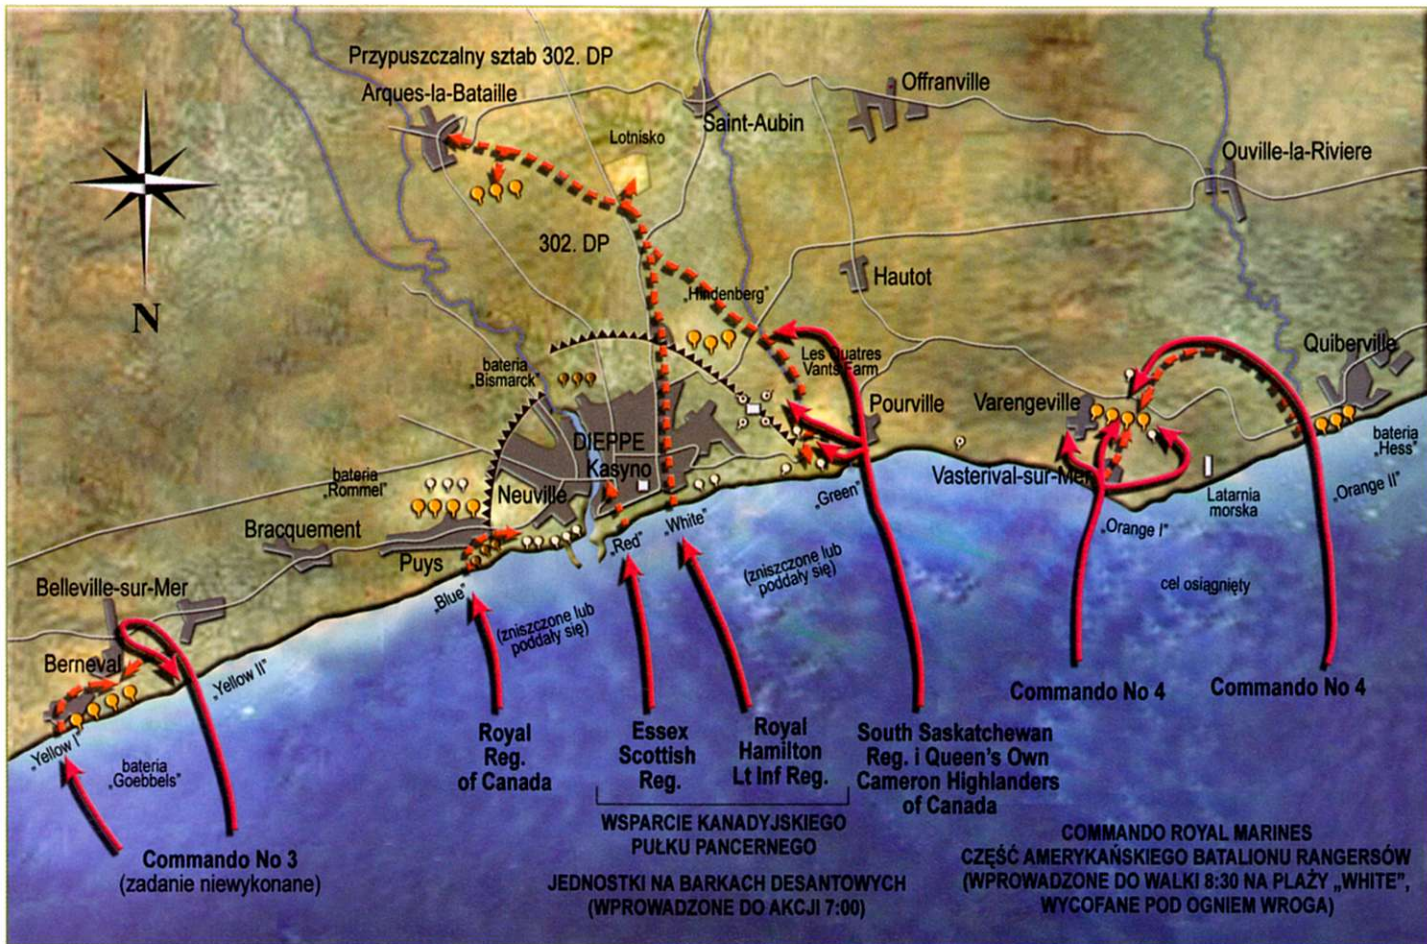 Przypuszczalny sztab 302. DP
Arques-la-Bataille
Offranville
Saint-Aubin
Lotnisko
Ouville-la-Riviere
302. DP
Hautot
„Hindenberg”
N
Les Quatres
Vants Farm
Quiberville
bateria
„Bismarck”
Pourville
Varengeville
DIEPPE
Kasyno
bateria
„Hess”
bateria
„Rommel”
Neuville
Vasterival-sur-Mer
„Green”
Latarnia
morska
„Orange II”
Bracquement
„White”
„Orange I”
Puys
„Red”
(zniszczone lub
poddały się)
cel osiągnięty
Belleville-sur-Mer
„Blue”
(zniszczone lub
poddały się)
Berneval
„Yellow II”
Commando No 4
Commando No 4
„Yellow I”
bateria
„Goebbels”
Royal
Reg.
of Canada
Essex
Scottish
Reg.
Royal
Hamilton
Lt Inf Reg.
South Saskatchewan
Reg. i Queen's Own
Cameron Highlanders
of Canada
Commando No 3
(zadanie niewykonane)
WSPARCIE KANADYJSKIEGO
PUŁKU PANCERNEGO
JEDNOSTKI NA BARKACH DESANTOWYCH
(WPROWADZONE DO AKCJI 7:00)
COMMANDO ROYAL MARINES
CZĘŚĆ AMERYKAŃSKIEGO BATALIONU RANGERSÓW
(WPROWADZONE DO WALKI 8:30 NA PLAŻY „WHITE”,
WYCOFANE POD OGNIEM WROGA)